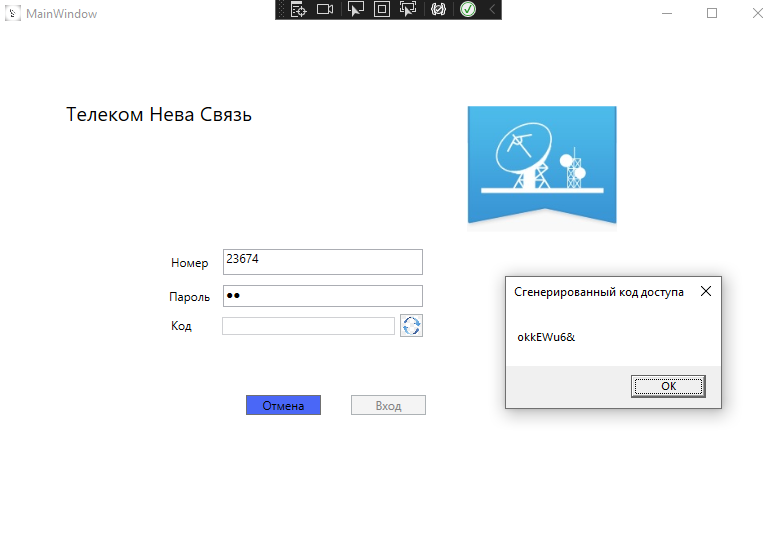 MainWindow
Телеком Нева Связь
Номер
23674
Пароль
Код
Отмена
Вход
Сгенерированный код доступа
okkEWu6&
OK